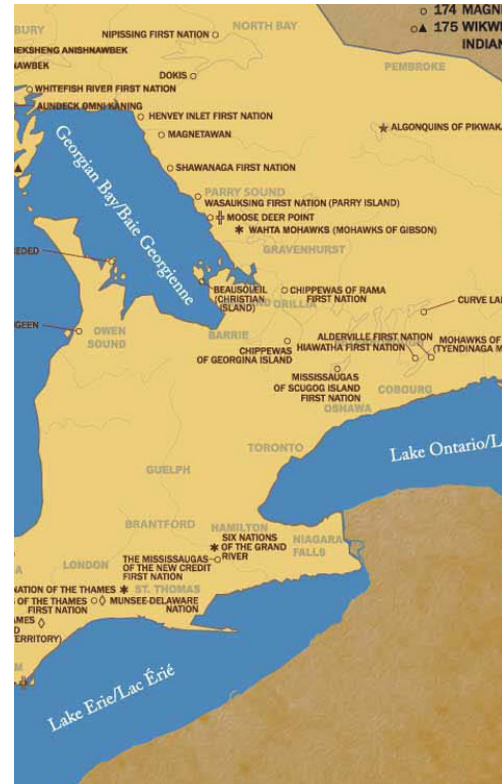 174 MAGN
175 WIKW
INDIAN
BURY
NORTH BAY
NIPISSING FIRST NATION
MEKSHENG ANISHNAWBEK
NAWBEK
DOKIS
PEMBROKE
WHITEFISH RIVER FIRST NATION
AUNDECK OMNI KANING
HENVEY INLET FIRST NATION
MAGNETAWAN
ALGONQUINS OF PIKWAK
Georgian Bay/Baie Georgienne
SHAWANAGA FIRST NATION
PARRY SOUND
WASAUKSING FIRST NATION (PARRY ISLAND)
MOOSE DEER POINT
WAHTA MOHAWKS (MOHAWKS OF GIBSON)
GRAVENHURST
CEDED
BEAUSOLEIL
(CHRISTIAN
ISLAND)
CHIPPEWAS OF RAMA
FIRST NATION
ORILLIA
CURVE LA
GEEN
OWEN
SOUND
BARRIE
CHIPPEWAS
OF GEORGINA ISLAND
ALDERVILLE FIRST NATION
HIAWATHA FIRST NATION
MOHAWKS OF
(TYENDINAGA M
MISSISSAUGAS
OF SCUGOG ISLAND
FIRST NATION
COBOURG
OSHAWA
TORONTO
Lake Ontario/L
GUELPH
BRANTFORD
HAMILTON
SIX NATIONS
OF THE GRAND
RIVER
NIAGARA
FALLS
THE MISSISSAUGAS
OF THE NEW CREDIT
FIRST NATION
LONDON
ST. THOMAS
NATION OF THE THAMES
S OF THE THAMES
FIRST NATION
MUNSEE-DELAWARE
NATION
AMES
D
TERRITORY)
M
Lake Erie/Lac Érié